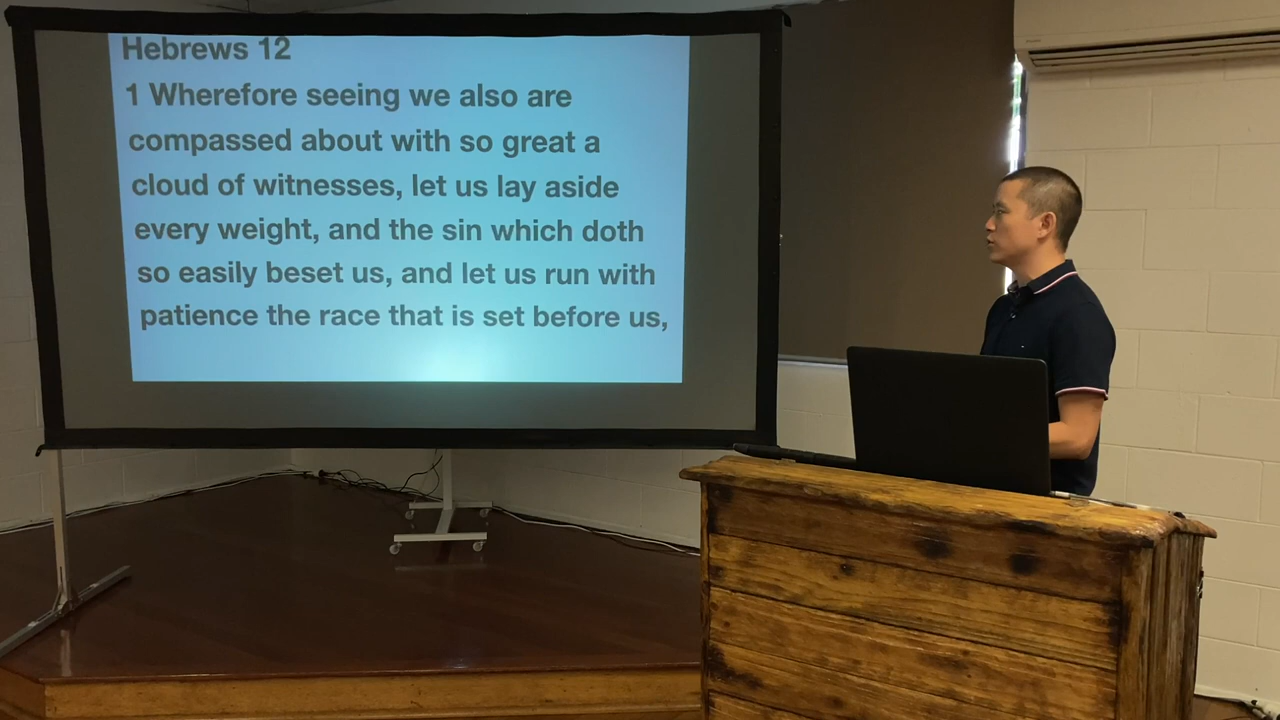 Hebrews 12
1 Wherefore seeing we also are
compassed about with so great a
cloud of witnesses, let us lay aside
every weight, and the sin which doth
so easily beset us, and let us run with
patience the race that is set before us,